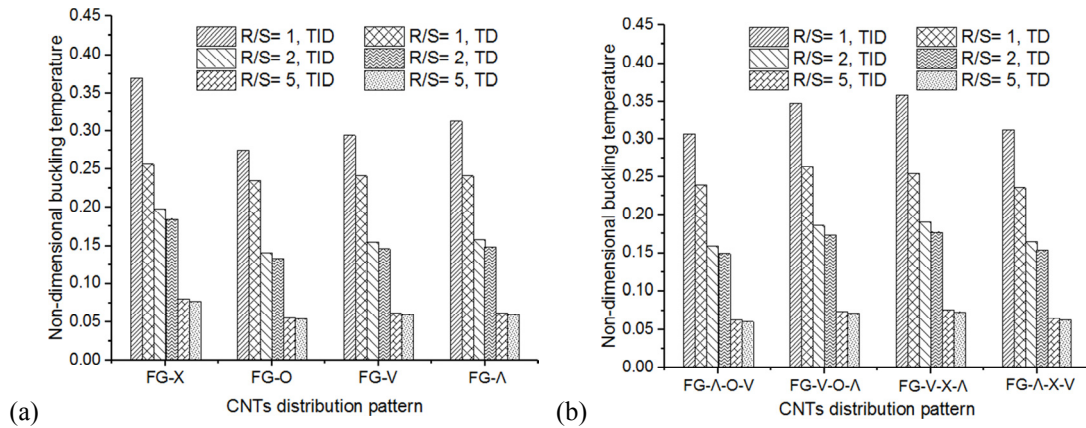 0.45
0.40
0.35
0.30
0.25
0.20
0.15
0.10
0.05
0.00
Non-dimensional buckling temperature
R/S= 1, TID
R/S= 1, TD
R/S= 2, TID
R/S= 2, TD
R/S= 5, TID
R/S= 5, TD
FG-X
FG-O
FG-V
FG-Λ
CNTs distribution pattern
(a)
0.45
0.40
0.35
0.30
0.25
0.20
0.15
0.10
0.05
0.00
Non-dimensional buckling temperature
R/S= 1, TID
R/S= 1, TD
R/S= 2, TID
R/S= 2, TD
R/S= 5, TID
R/S= 5, TD
FG-Λ-O-V
FG-V-O-Λ
FG-V-X-Λ
FG-Λ-X-V
CNTs distribution pattern
(b)